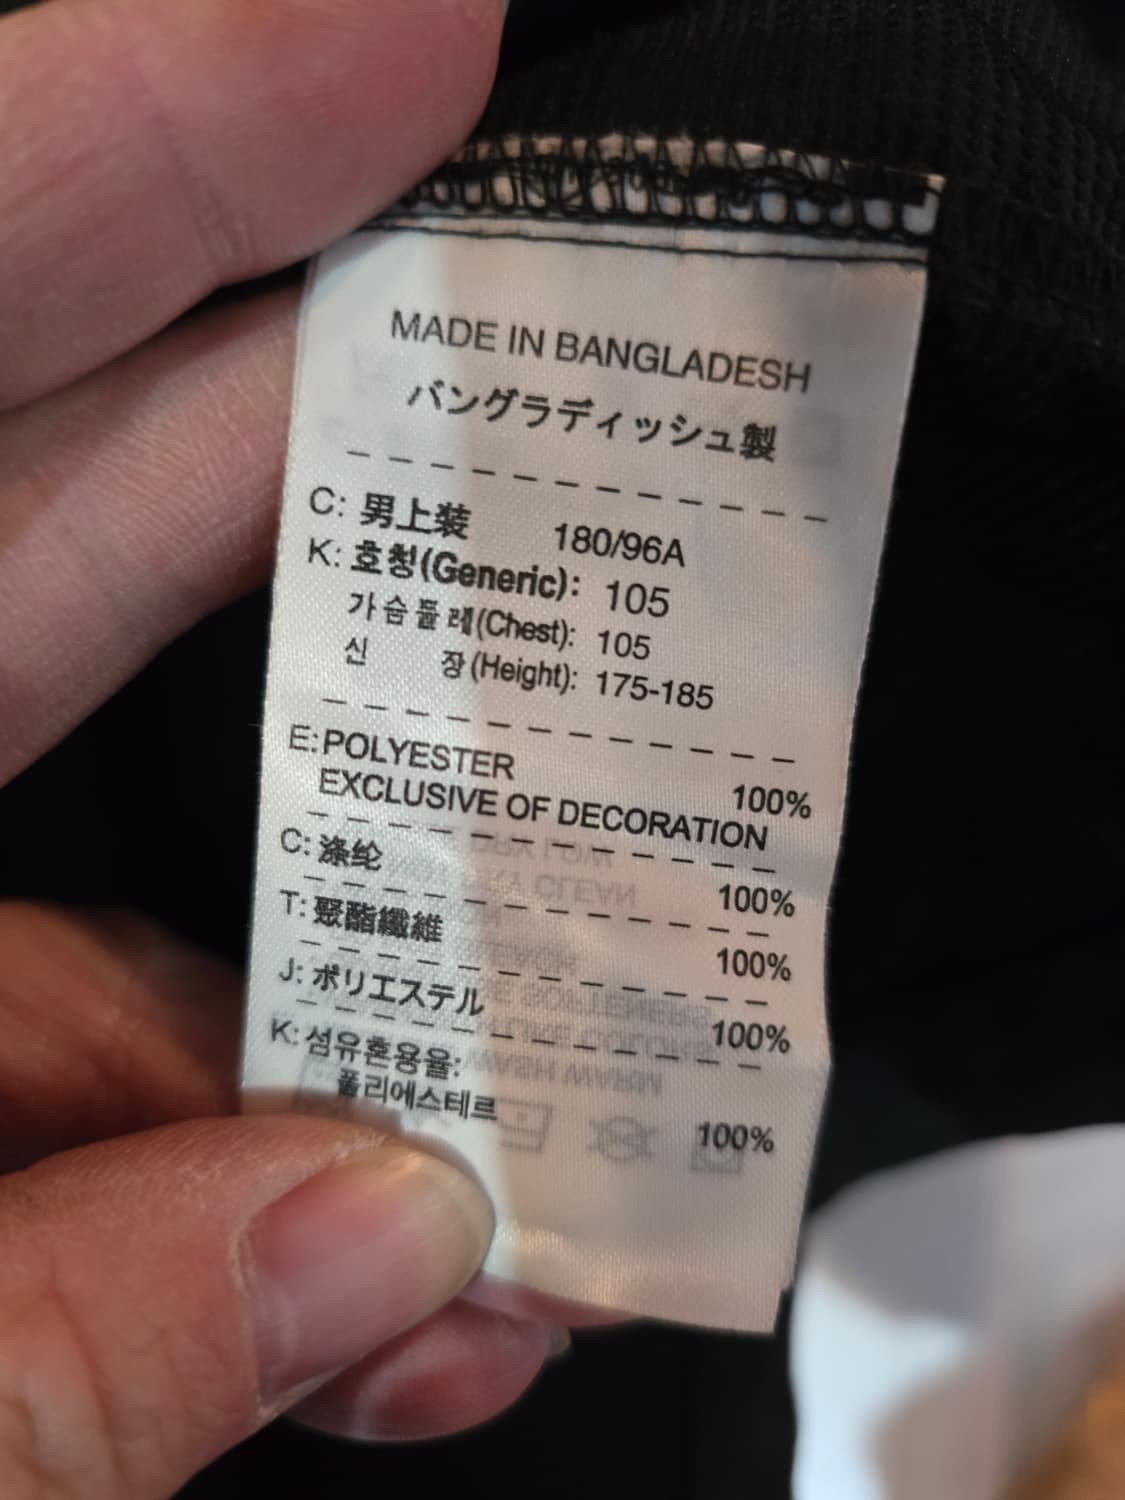 MADE IN BANGLADESH
バングラディッシュ製
C: 男上装 180/96A
K: 호칭(Generic): 105
가슴둘레(Chest): 105
신 장(Height): 175-185
E:POLYESTER 100%
EXCLUSIVE OF DECORATION
C: 涤纶 100%
T: 聚酯纖維 100%
J: ポリエステル 100%
K: 섬유혼용율:
폴리에스테르 100%